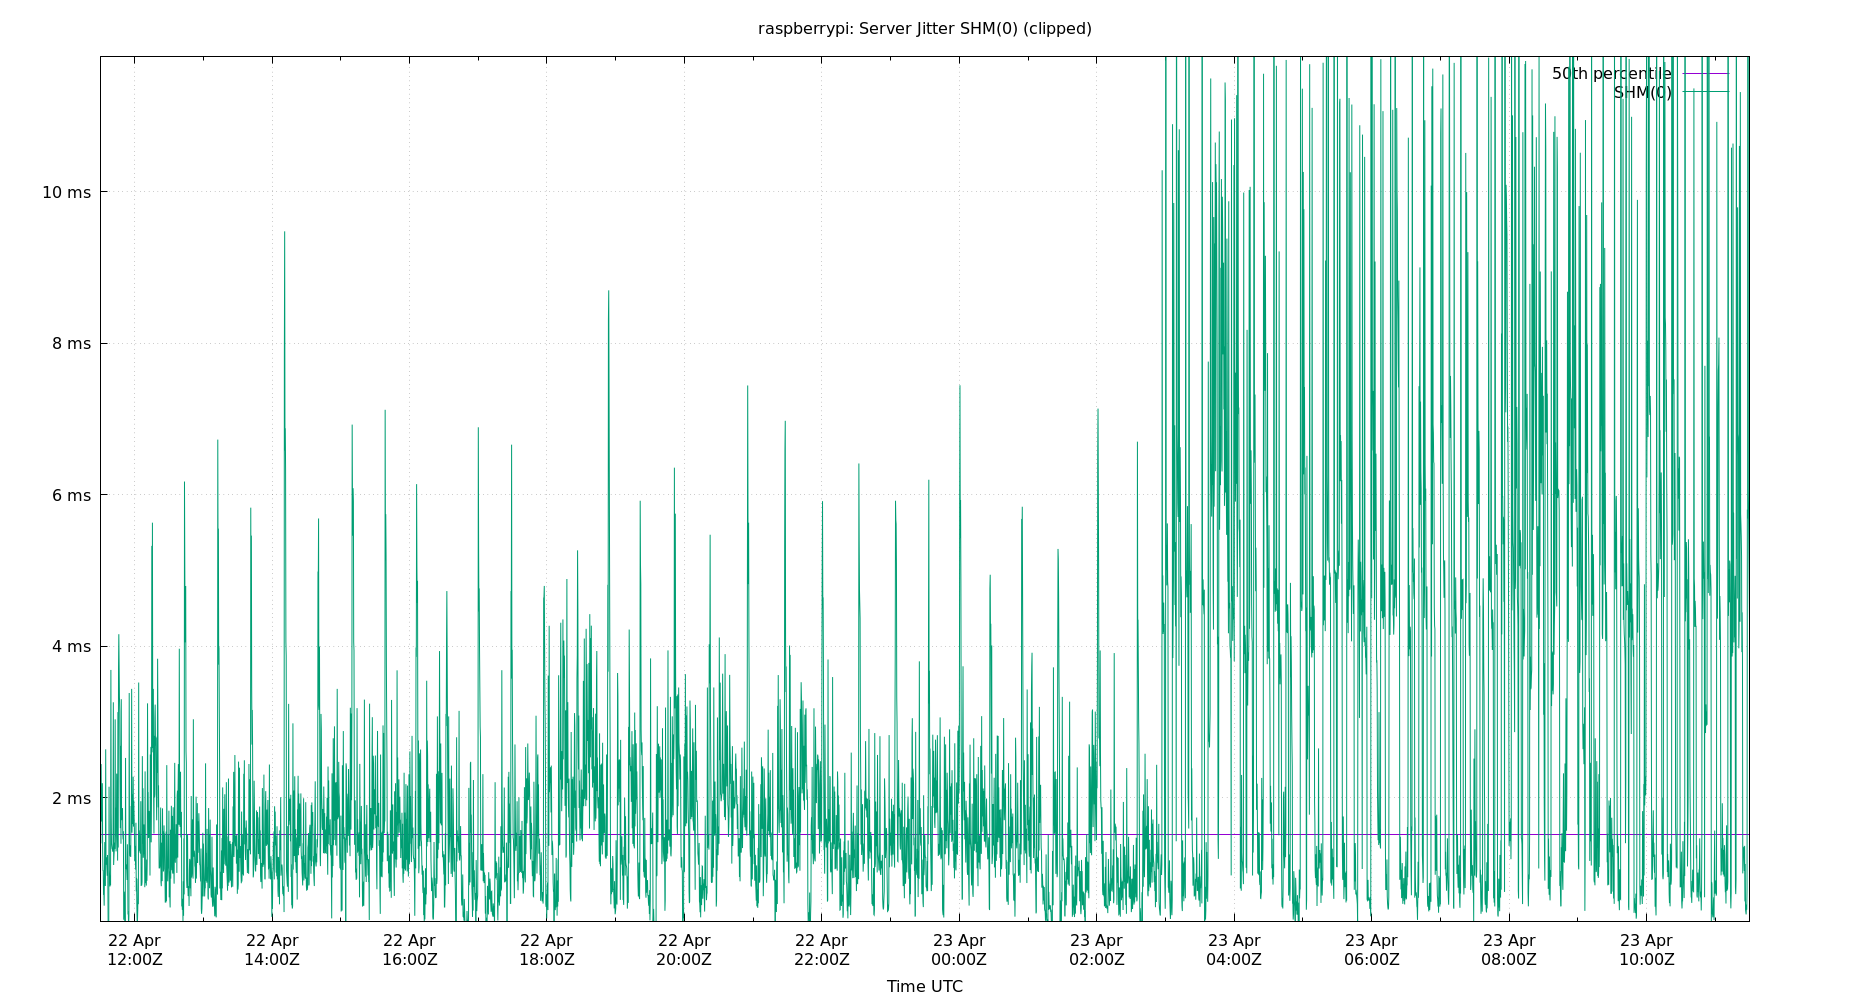 raspberrypi: Server Jitter SHM(0) (clipped)
50th percentile
SHM(0)
10 ms
8 ms
6 ms
4 ms
2 ms
22 Apr 22 Apr 22 Apr 22 Apr 22 Apr 22 Apr 23 Apr 23 Apr 23 Apr 23 Apr 23 Apr 23 Apr
12:00Z 14:00Z 16:00Z 18:00Z 20:00Z 22:00Z 00:00Z 02:00Z 04:00Z 06:00Z 08:00Z 10:00Z
Time UTC